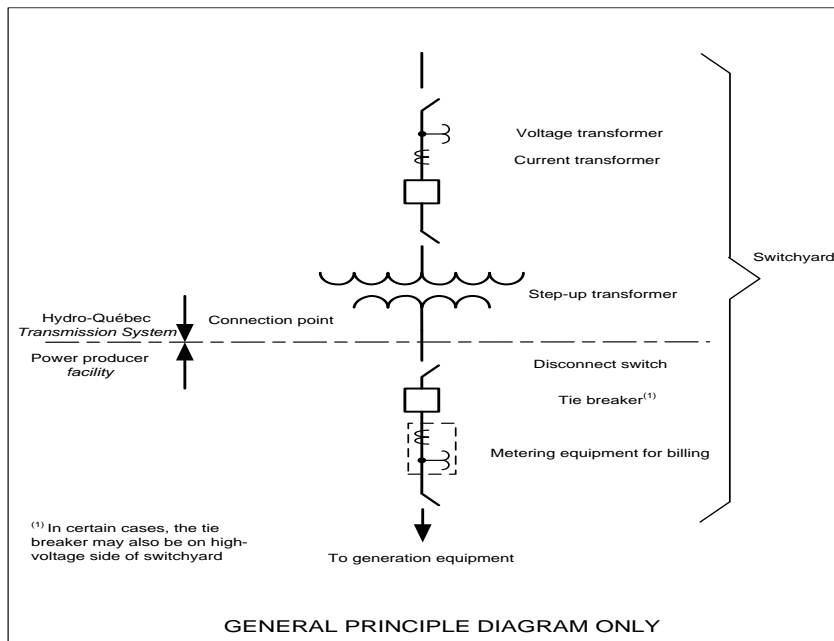 Voltage transformer
Current transformer
Switchyard
Step-up transformer
Hydro-Québec
Transmission System
Connection point
Power producer
facility
Disconnect switch
Tie breaker(1)
Metering equipment for billing
(1) In certain cases, the tie
breaker may also be on high-
voltage side of switchyard
To generation equipment
GENERAL PRINCIPLE DIAGRAM ONLY